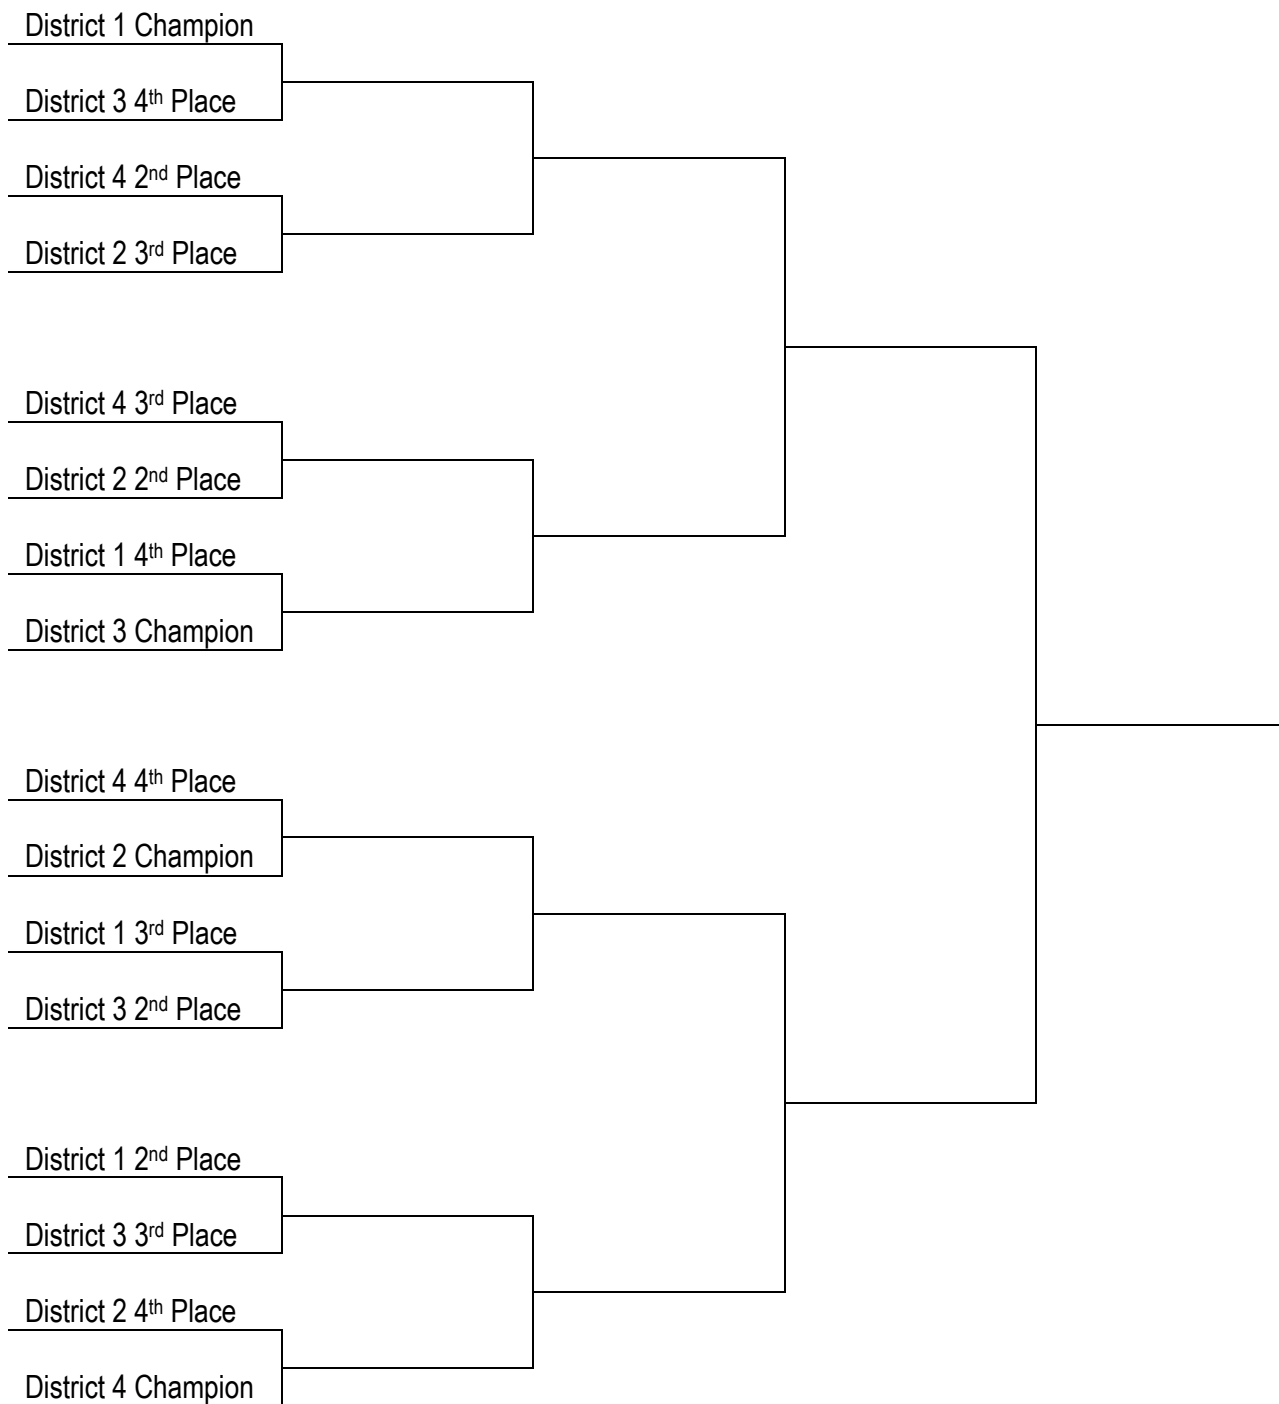 District 1 Champion
District 3 4th Place
District 4 2nd Place
District 2 3rd Place
District 4 3rd Place
District 2 2nd Place
District 1 4th Place
District 3 Champion
District 4 4th Place
District 2 Champion
District 1 3rd Place
District 3 2nd Place
District 1 2nd Place
District 3 3rd Place
District 2 4th Place
District 4 Champion